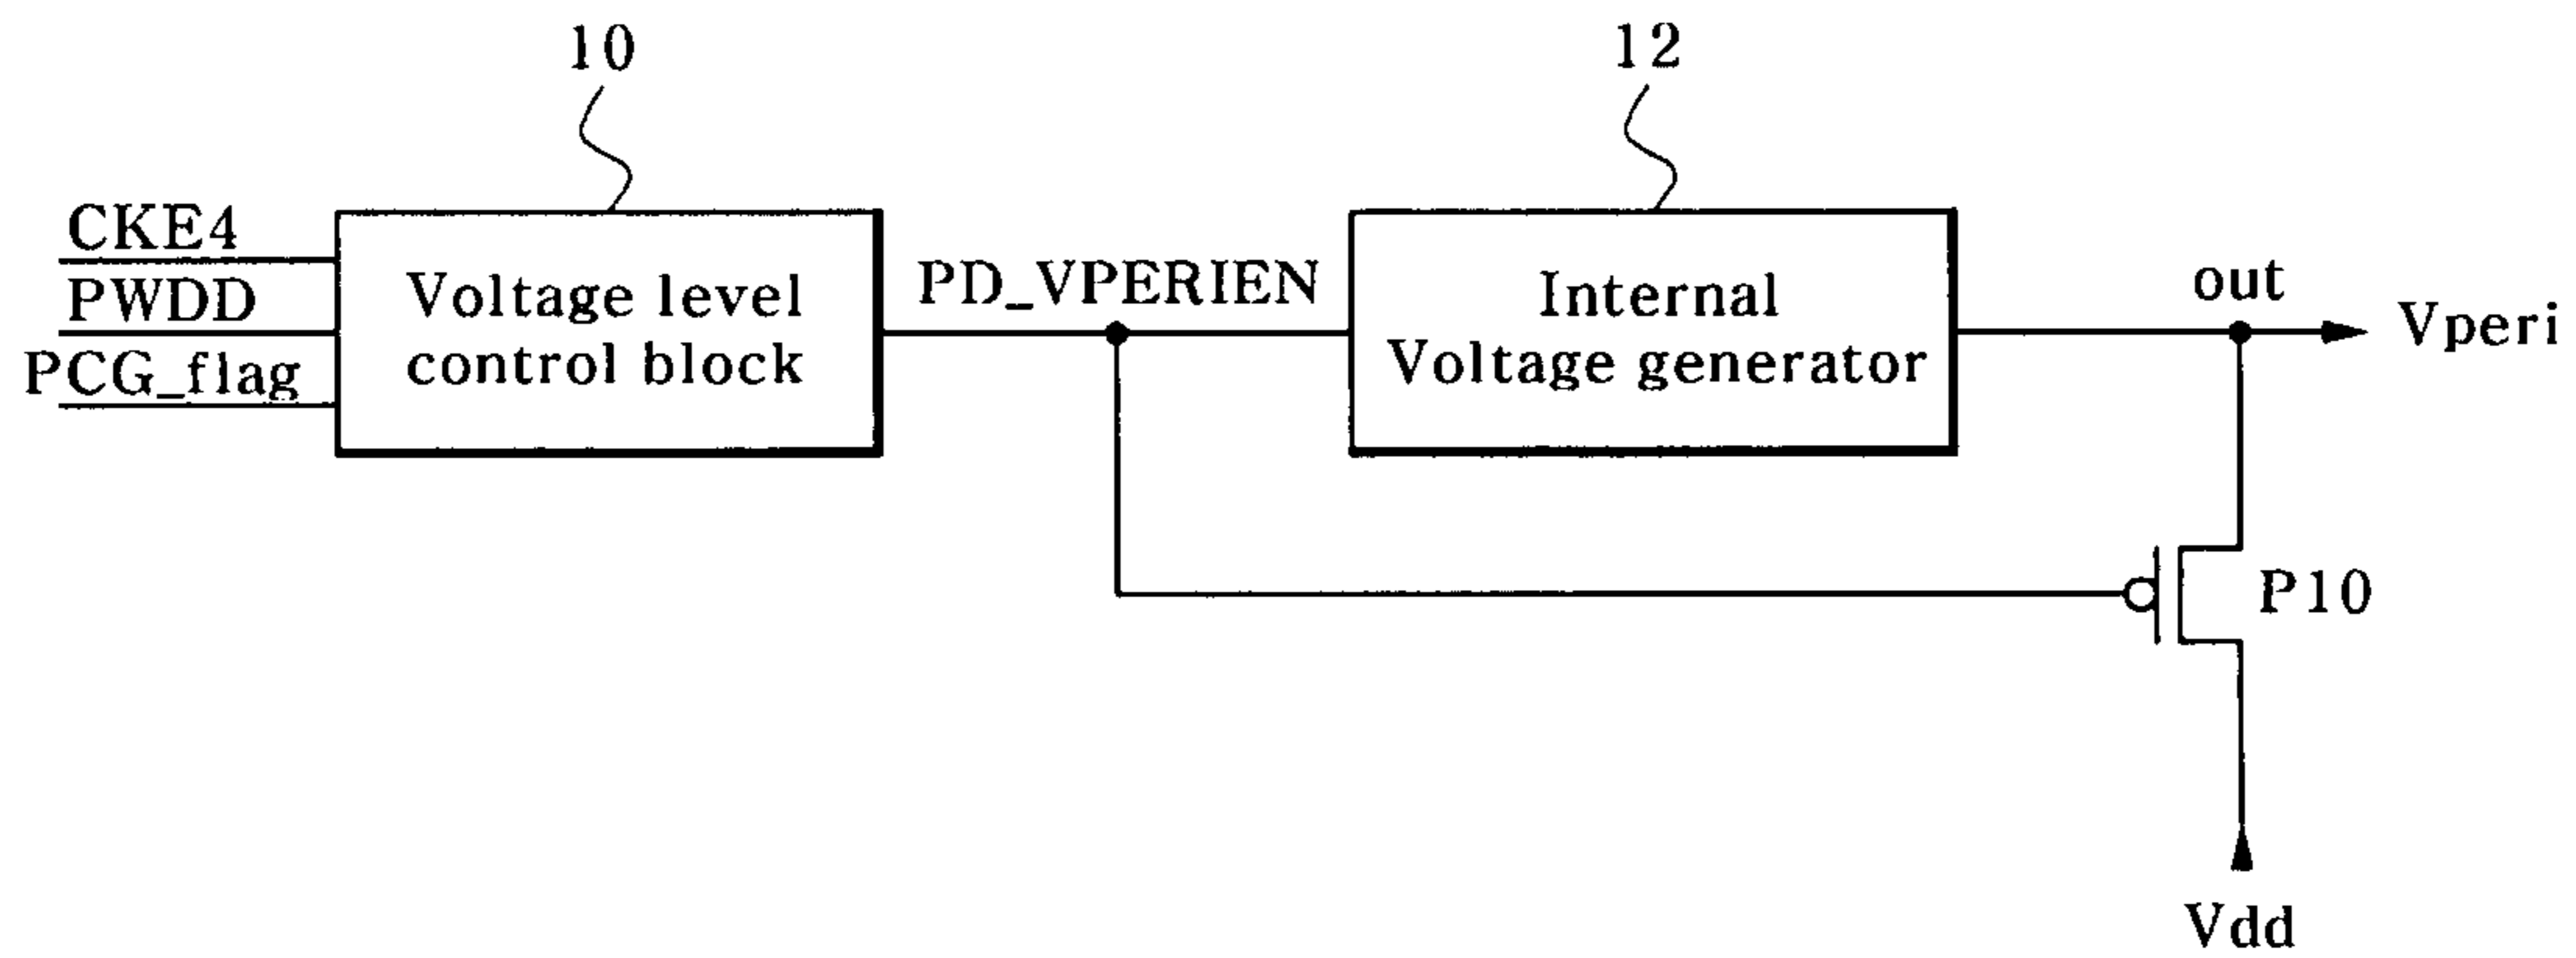 10
12
CKE4
PWDD
PCG_flag
Voltage level
control block
PD_VPERIEN
Internal
Voltage generator
out
Vperi
P10
Vdd